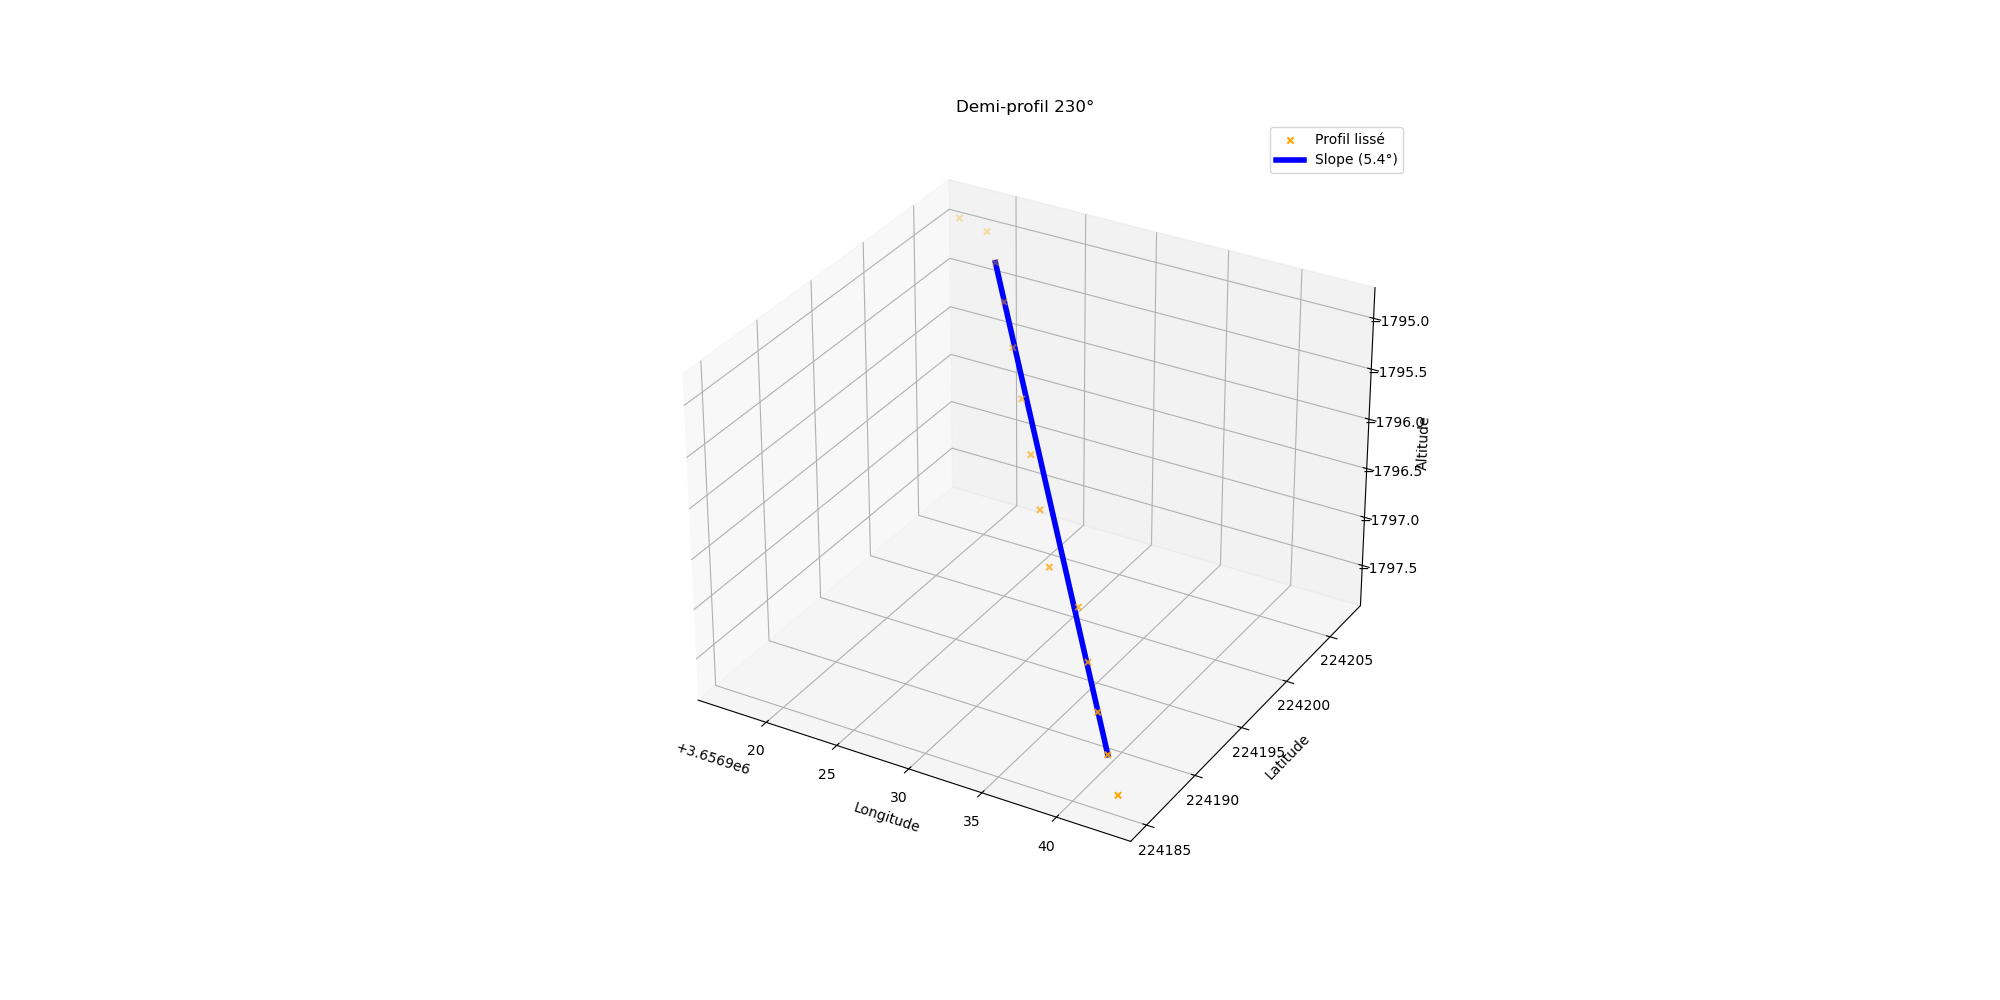 Demi-profil 230°
Profil lissé
Slope (5.4°)
−1795.0
−1795.5
−1796.0
−1796.5
−1797.0
−1797.5
Altitude
224205
224200
224195
224190
224185
Latitude
+3.6569e6
20
25
30
35
40
Longitude